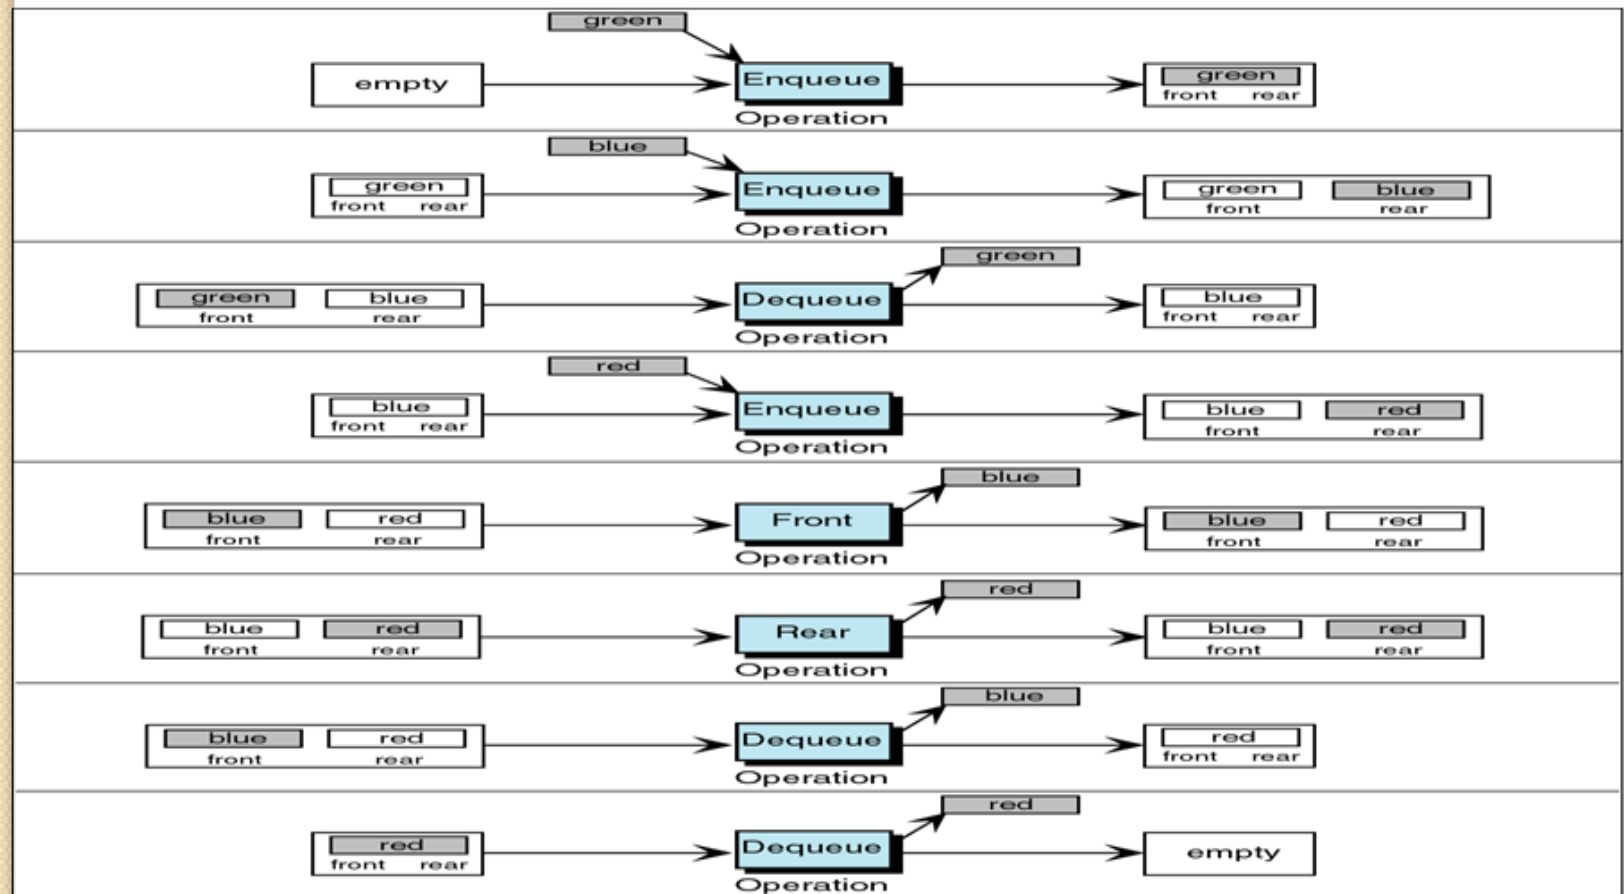 green
empty Enqueue green
front rear
Operation
blue
green Enqueue green blue
front rear front rear
Operation
green
green blue Dequeue blue
front rear front rear
Operation
red
blue Enqueue blue red
front rear front rear
Operation
blue
blue red Front blue red
front rear front rear
Operation
red
blue red Rear blue red
front rear front rear
Operation
blue
blue red Dequeue red
front rear front rear
Operation
red
red Dequeue empty
front rear
Operation